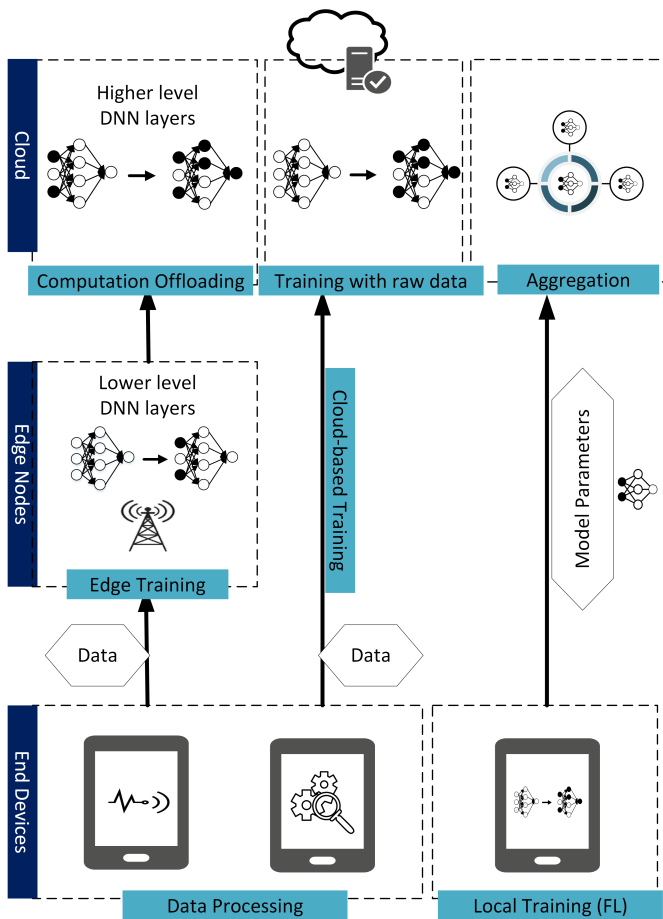 Cloud
Higher level
DNN layers
Computation Offloading
Training with raw data
Aggregation
Edge Nodes
Lower level
DNN layers
Edge Training
Cloud-based Training
Model Parameters
Data
Data
End Devices
Data Processing
Local Training (FL)